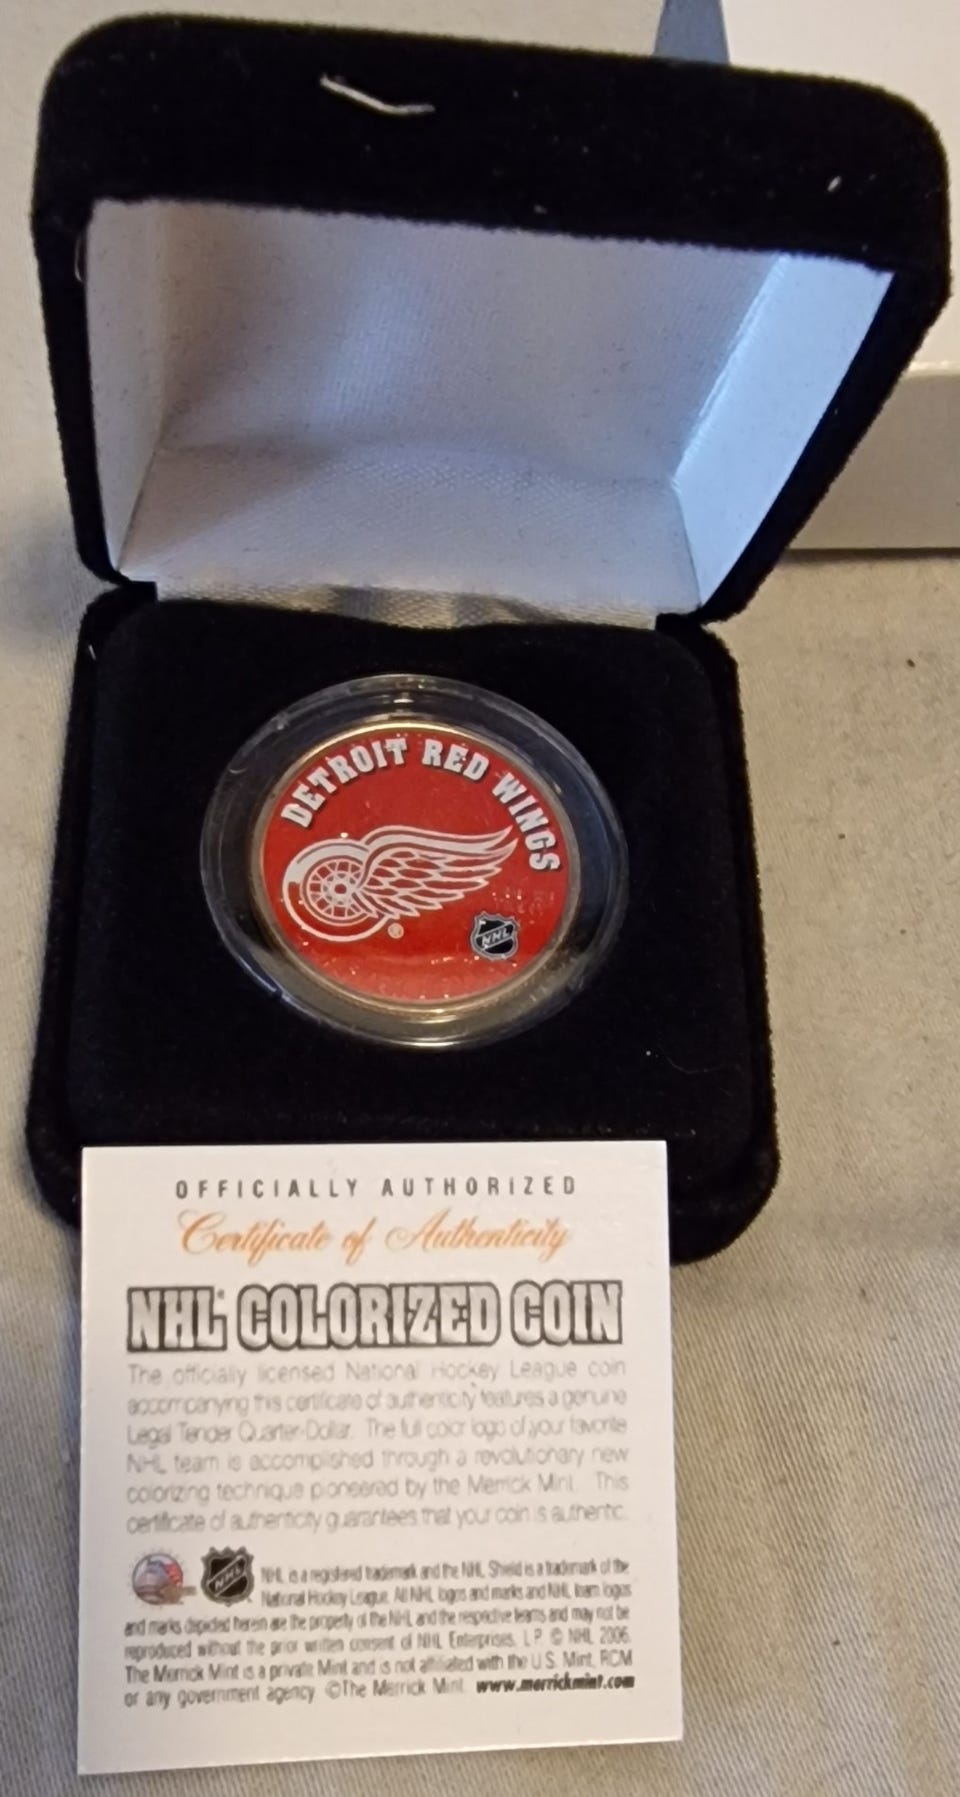 DETROIT RED WINGS
®
NHL
OFFICIALLY AUTHORIZED
Certificate of Authenticity
NHL® COLORIZED COIN
The officially licensed National Hockey League coin
accompanying this certificate of authenticity features a genuine
Legal Tender Quarter-Dollar. The full color logo of your favorite
NHL team is accomplished through a revolutionary new
colorizing technique pioneered by the Merrick Mint. This
certificate of authenticity guarantees that your coin is authentic.
NHL
NHL is a registered trademark and the NHL Shield is a trademark of the
National Hockey League. All NHL logos and marks and NHL team logos
and marks depicted herein are the property of the NHL and the respective teams and may not be
reproduced without the prior written consent of NHL Enterprises, L.P. © NHL 2006.
The Merrick Mint is a private Mint and is not affiliated with the U.S. Mint, RCM
or any government agency. ©The Merrick Mint. www.merrickmint.com